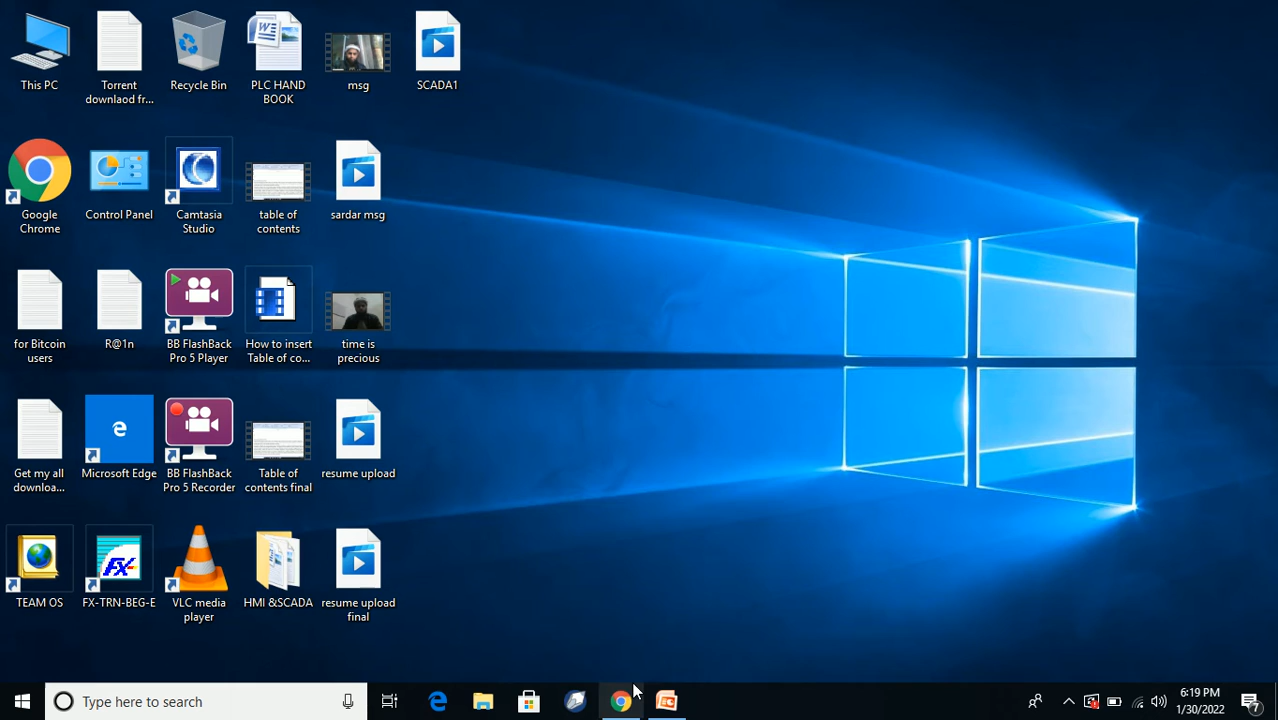 This PC
Torrent
downlaod fr...
Recycle Bin
PLC HAND
BOOK
msg
SCADA1
Google
Chrome
Control Panel
Camtasia
Studio
table of
contents
sardar msg
for Bitcoin
users
R@1n
BB FlashBack
Pro 5 Player
How to insert
Table of co...
time is
precious
Get my all
downloa...
Microsoft Edge
BB FlashBack
Pro 5 Recorder
Table of
contents final
resume upload
TEAM OS
FX-TRN-BEG-E
VLC media
player
HMI &SCADA
resume upload
final
Type here to search
6:19 PM
1/30/2022
7